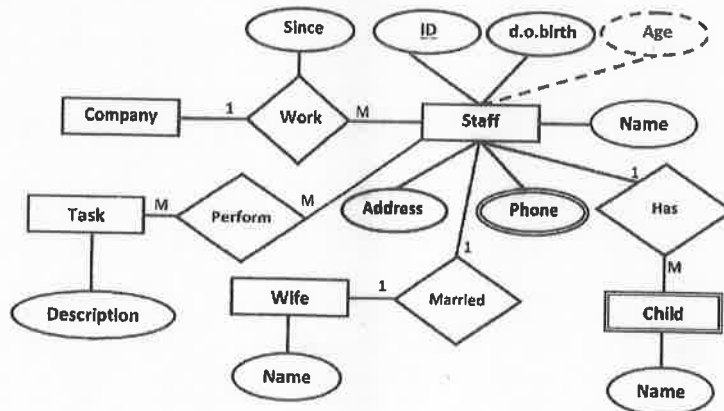 Since
ID
d.o.birth
Age
Company
1
Work
M
Staff
Name
Task
M
Perform
M
Address
Phone
1
Has
Description
Wife
1
Married
1
M
Child
Name
Name